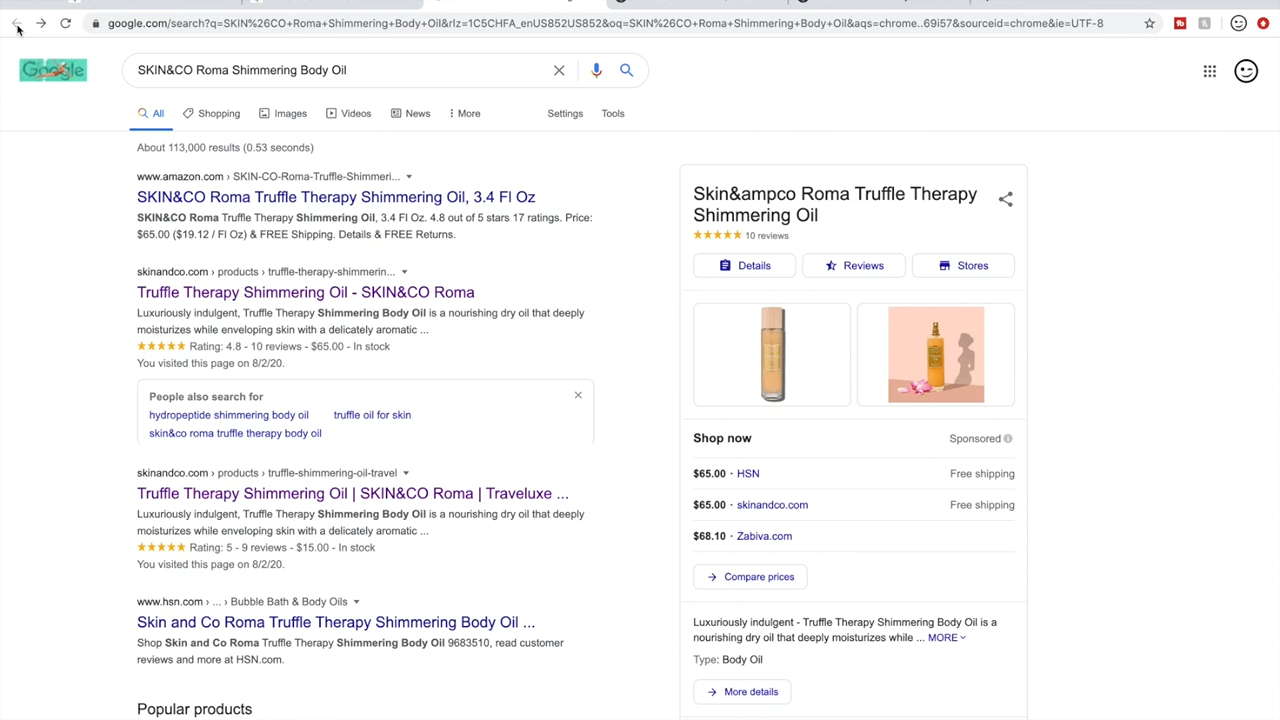 google.com/search?q=SKIN%26CO+Roma+Shimmering+Body+Oil&rlz=1C5CHFA_enUS852US852&oq=SKIN%26CO+Roma+Shimmering+Body+Oil&aqs=chrome..69i57&sourceid=chrome&ie=UTF-8
Google
SKIN&CO Roma Shimmering Body Oil
All Shopping Images Videos News More Settings Tools
About 113,000 results (0.53 seconds)
www.amazon.com › SKIN-CO-Roma-Truffle-Shimmeri...
SKIN&CO Roma Truffle Therapy Shimmering Oil, 3.4 Fl Oz
SKIN&CO Roma Truffle Therapy Shimmering Oil, 3.4 Fl Oz. 4.8 out of 5 stars 17 ratings. Price:
$65.00 ($19.12 / Fl Oz) & FREE Shipping. Details & FREE Returns.
skinandco.com › products › truffle-therapy-shimmerin...
Truffle Therapy Shimmering Oil - SKIN&CO Roma
Luxuriously indulgent, Truffle Therapy Shimmering Body Oil is a nourishing dry oil that deeply
moisturizes while enveloping skin with a delicately aromatic ...
Rating: 4.8 - 10 reviews - $65.00 - In stock
You visited this page on 8/2/20.
People also search for
hydropeptide shimmering body oil truffle oil for skin
skin&co roma truffle therapy body oil
skinandco.com › products › truffle-shimmering-oil-travel
Truffle Therapy Shimmering Oil | SKIN&CO Roma | Traveluxe ...
Luxuriously indulgent, Truffle Therapy Shimmering Body Oil is a nourishing dry oil that deeply
moisturizes while enveloping skin with a delicately aromatic ...
Rating: 5 - 9 reviews - $15.00 - In stock
You visited this page on 8/2/20.
www.hsn.com › ... › Bubble Bath & Body Oils
Skin and Co Roma Truffle Therapy Shimmering Body Oil ...
Shop Skin and Co Roma Truffle Therapy Shimmering Body Oil 9683510, read customer
reviews and more at HSN.com.
Popular products
Skin&ampco Roma Truffle Therapy
Shimmering Oil
10 reviews
Details Reviews Stores
Shop now Sponsored
$65.00 · HSN Free shipping
$65.00 · skinandco.com Free shipping
$68.10 · Zabiva.com
Compare prices
Luxuriously indulgent - Truffle Therapy Shimmering Body Oil is a
nourishing dry oil that deeply moisturizes while ... MORE
Type: Body Oil
More details